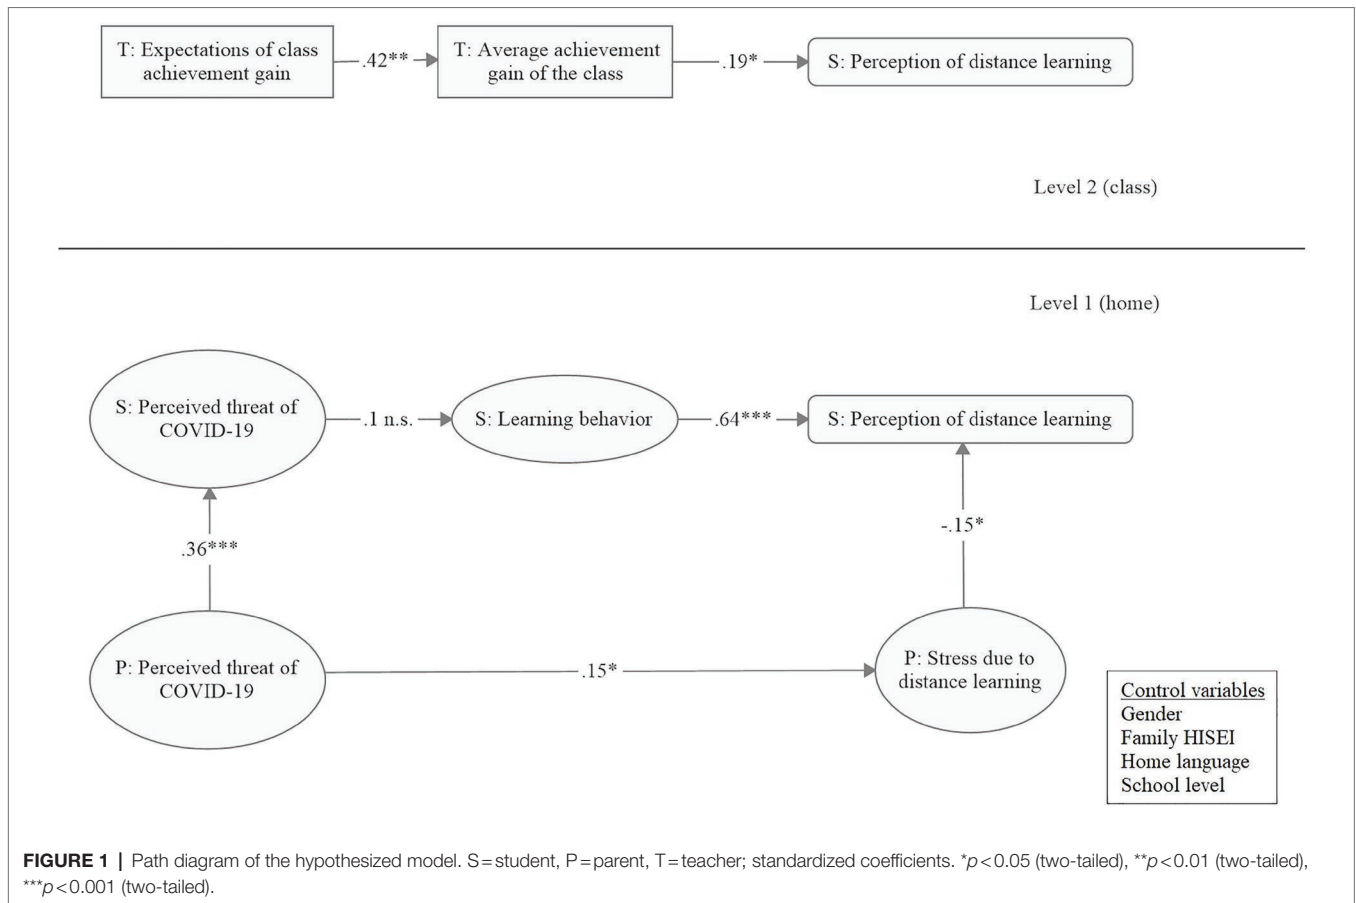 T: Expectations of class
achievement gain
.42**
T: Average achievement
gain of the class
.19*
S: Perception of distance learning
Level 2 (class)
Level 1 (home)
S: Perceived threat of
COVID-19
.1 n.s.
S: Learning behavior
.64***
S: Perception of distance learning
.36***
-.15*
P: Perceived threat of
COVID-19
.15*
P: Stress due to
distance learning
Control variables
Gender
Family HISEI
Home language
School level
FIGURE 1 | Path diagram of the hypothesized model. S=student, P=parent, T=teacher; standardized coefficients. *p<0.05 (two-tailed), **p<0.01 (two-tailed),
***p<0.001 (two-tailed).